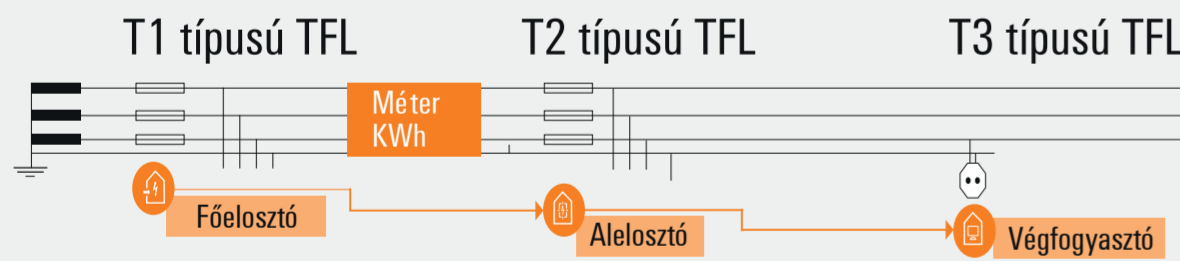 T1 típusú TFL
T2 típusú TFL
T3 típusú TFL
Méter
KWh
Főelosztó
Alelosztó
Végfogyasztó